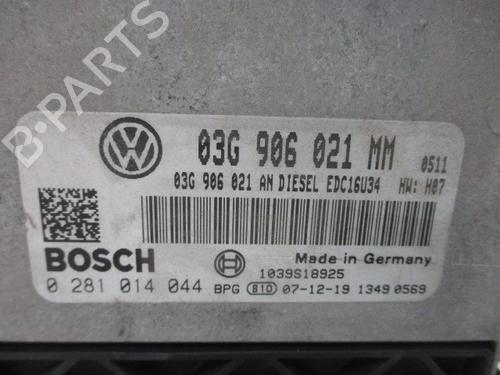 B-PARTS
03G 906 021 MM 0511
03G 906 021 AN DIESEL EDC16U34 HW: H07
BOSCH
Made in Germany
1039S18925
0 281 014 044 BPG 810 07-12-19 1349 0569